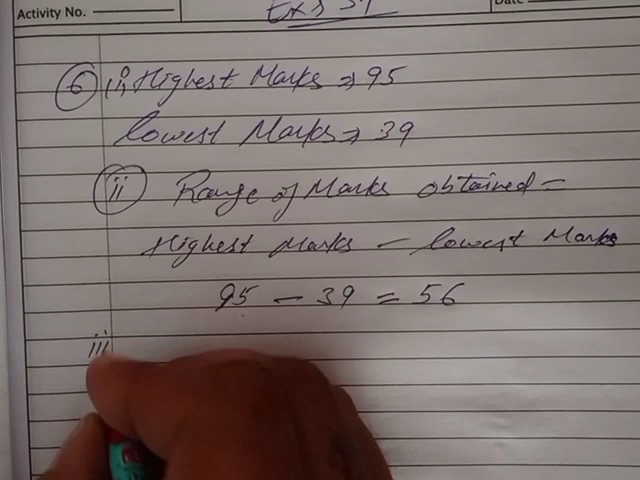 Activity No.
Date
Ex 3.1
6 (i) Highest Marks ⇒ 95
lowest Marks ⇒ 39
ii Range of Marks obtained =
Highest Marks - lowest Marks
95 - 39 = 56
iii